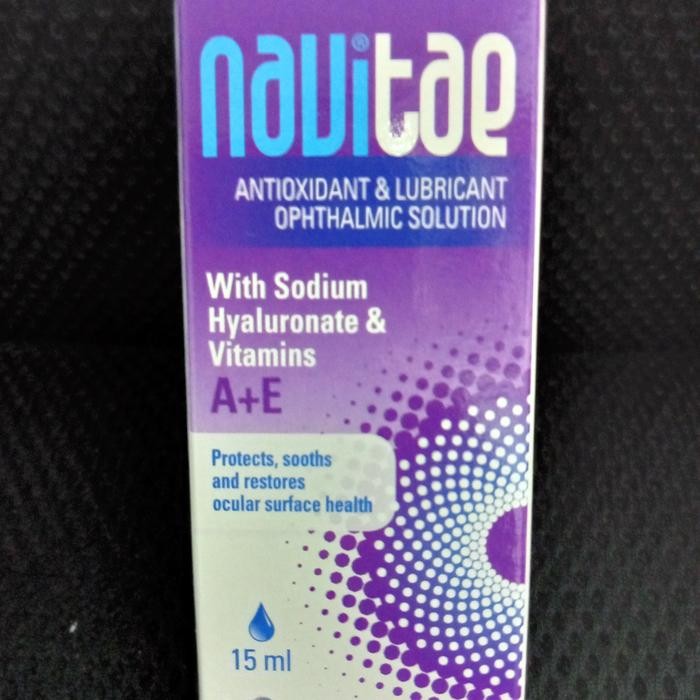 navitae®
ANTIOXIDANT & LUBRICANT
OPHTHALMIC SOLUTION
With Sodium
Hyaluronate &
Vitamins
A+E
Protects, sooths
and restores
ocular surface health
15 ml